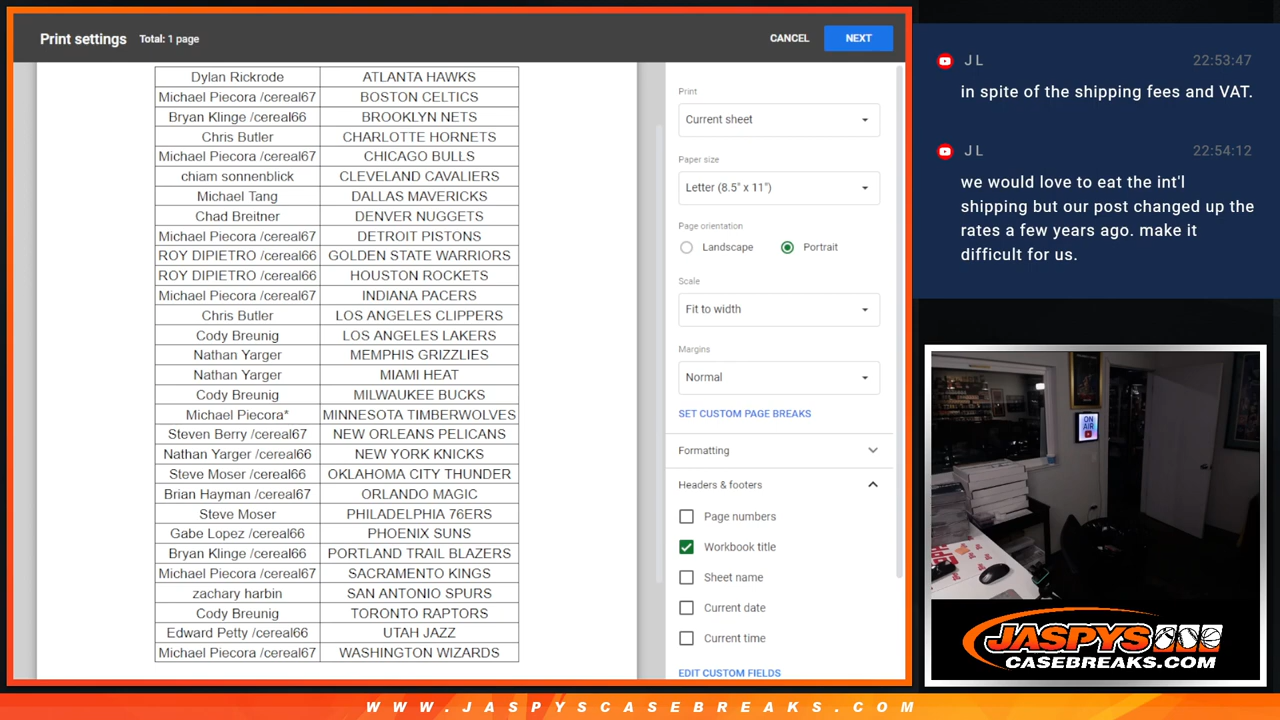 Print settings Total: 1 page CANCEL NEXT
Dylan Rickrode ATLANTA HAWKS
Michael Piecora /cereal67 BOSTON CELTICS
Bryan Klinge /cereal66 BROOKLYN NETS
Chris Butler CHARLOTTE HORNETS
Michael Piecora /cereal67 CHICAGO BULLS
chiam sonnenblick CLEVELAND CAVALIERS
Michael Tang DALLAS MAVERICKS
Chad Breitner DENVER NUGGETS
Michael Piecora /cereal67 DETROIT PISTONS
ROY DIPIETRO /cereal66 GOLDEN STATE WARRIORS
ROY DIPIETRO /cereal66 HOUSTON ROCKETS
Michael Piecora /cereal67 INDIANA PACERS
Chris Butler LOS ANGELES CLIPPERS
Cody Breunig LOS ANGELES LAKERS
Nathan Yarger MEMPHIS GRIZZLIES
Nathan Yarger MIAMI HEAT
Cody Breunig MILWAUKEE BUCKS
Michael Piecora* MINNESOTA TIMBERWOLVES
Steven Berry /cereal67 NEW ORLEANS PELICANS
Nathan Yarger /cereal66 NEW YORK KNICKS
Steve Moser /cereal66 OKLAHOMA CITY THUNDER
Brian Hayman /cereal67 ORLANDO MAGIC
Steve Moser PHILADELPHIA 76ERS
Gabe Lopez /cereal66 PHOENIX SUNS
Bryan Klinge /cereal66 PORTLAND TRAIL BLAZERS
Michael Piecora /cereal67 SACRAMENTO KINGS
zachary harbin SAN ANTONIO SPURS
Cody Breunig TORONTO RAPTORS
Edward Petty /cereal66 UTAH JAZZ
Michael Piecora /cereal67 WASHINGTON WIZARDS
Print
Current sheet
Paper size
Letter (8.5" x 11")
Page orientation
Landscape Portrait
Scale
Fit to width
Margins
Normal
SET CUSTOM PAGE BREAKS
Formatting
Headers & footers
Page numbers
Workbook title
Sheet name
Current date
Current time
EDIT CUSTOM FIELDS
J L 22:53:47
in spite of the shipping fees and VAT.
J L 22:54:12
we would love to eat the int'l
shipping but our post changed up the
rates a few years ago. make it
difficult for us.
ON
AIR
JASPYS
CASEBREAKS.COM
WWW.JASPYSCASEBREAKS.COM